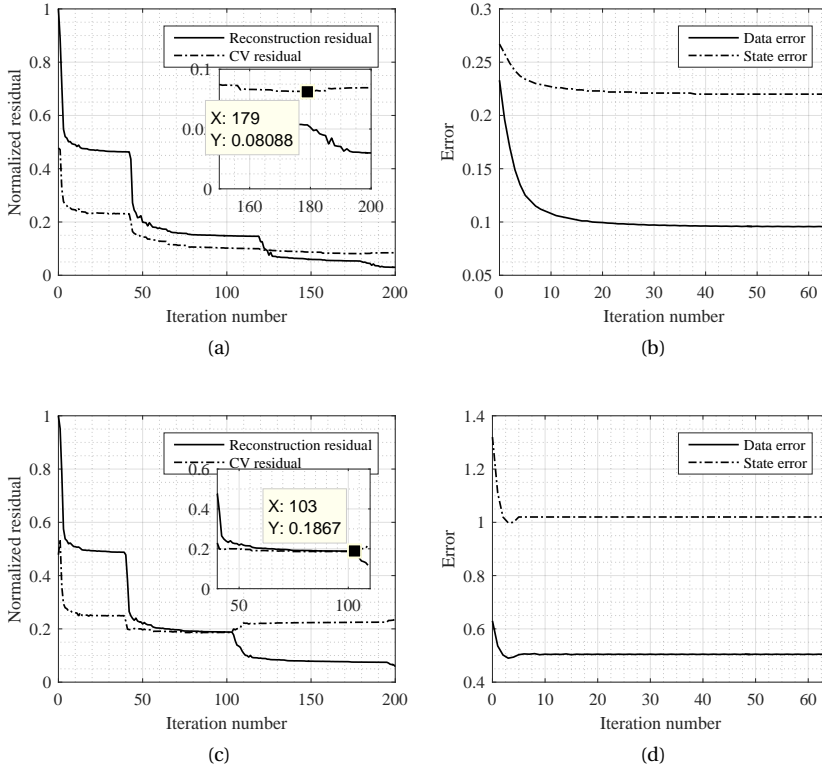 1
0.8
0.6
0.4
0.2
0
0
50
100
150
200
Normalized residual
Iteration number
Reconstruction residual
CV residual
0.1
0
160
180
200
X: 179
Y: 0.08088
(a)
0.3
0.25
0.2
0.15
0.1
0.05
0
10
20
30
40
50
60
Error
Iteration number
Data error
State error
(b)
1
0.8
0.6
0.4
0.2
0
0
50
100
150
200
Normalized residual
Iteration number
Reconstruction residual
CV residual
0.6
0.4
0.2
0
50
100
X: 103
Y: 0.1867
(c)
1.4
1.2
1
0.8
0.6
0.4
0
10
20
30
40
50
60
Error
Iteration number
Data error
State error
(d)